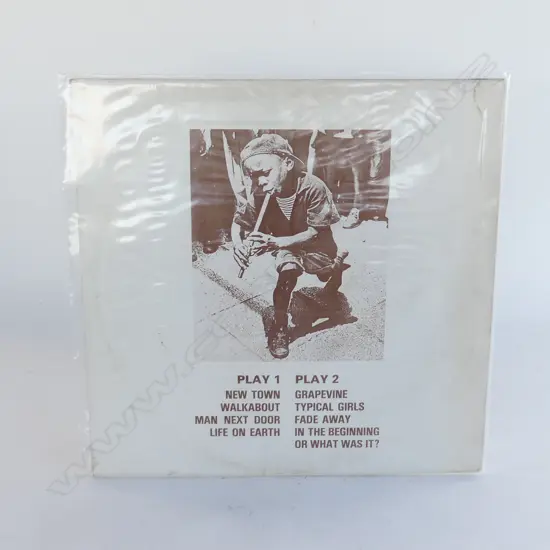 PLAY 1
NEW TOWN
WALKABOUT
MAN NEXT DOOR
LIFE ON EARTH
PLAY 2
GRAPEVINE
TYPICAL GIRLS
FADE AWAY
IN THE BEGINNING
OR WHAT WAS IT?